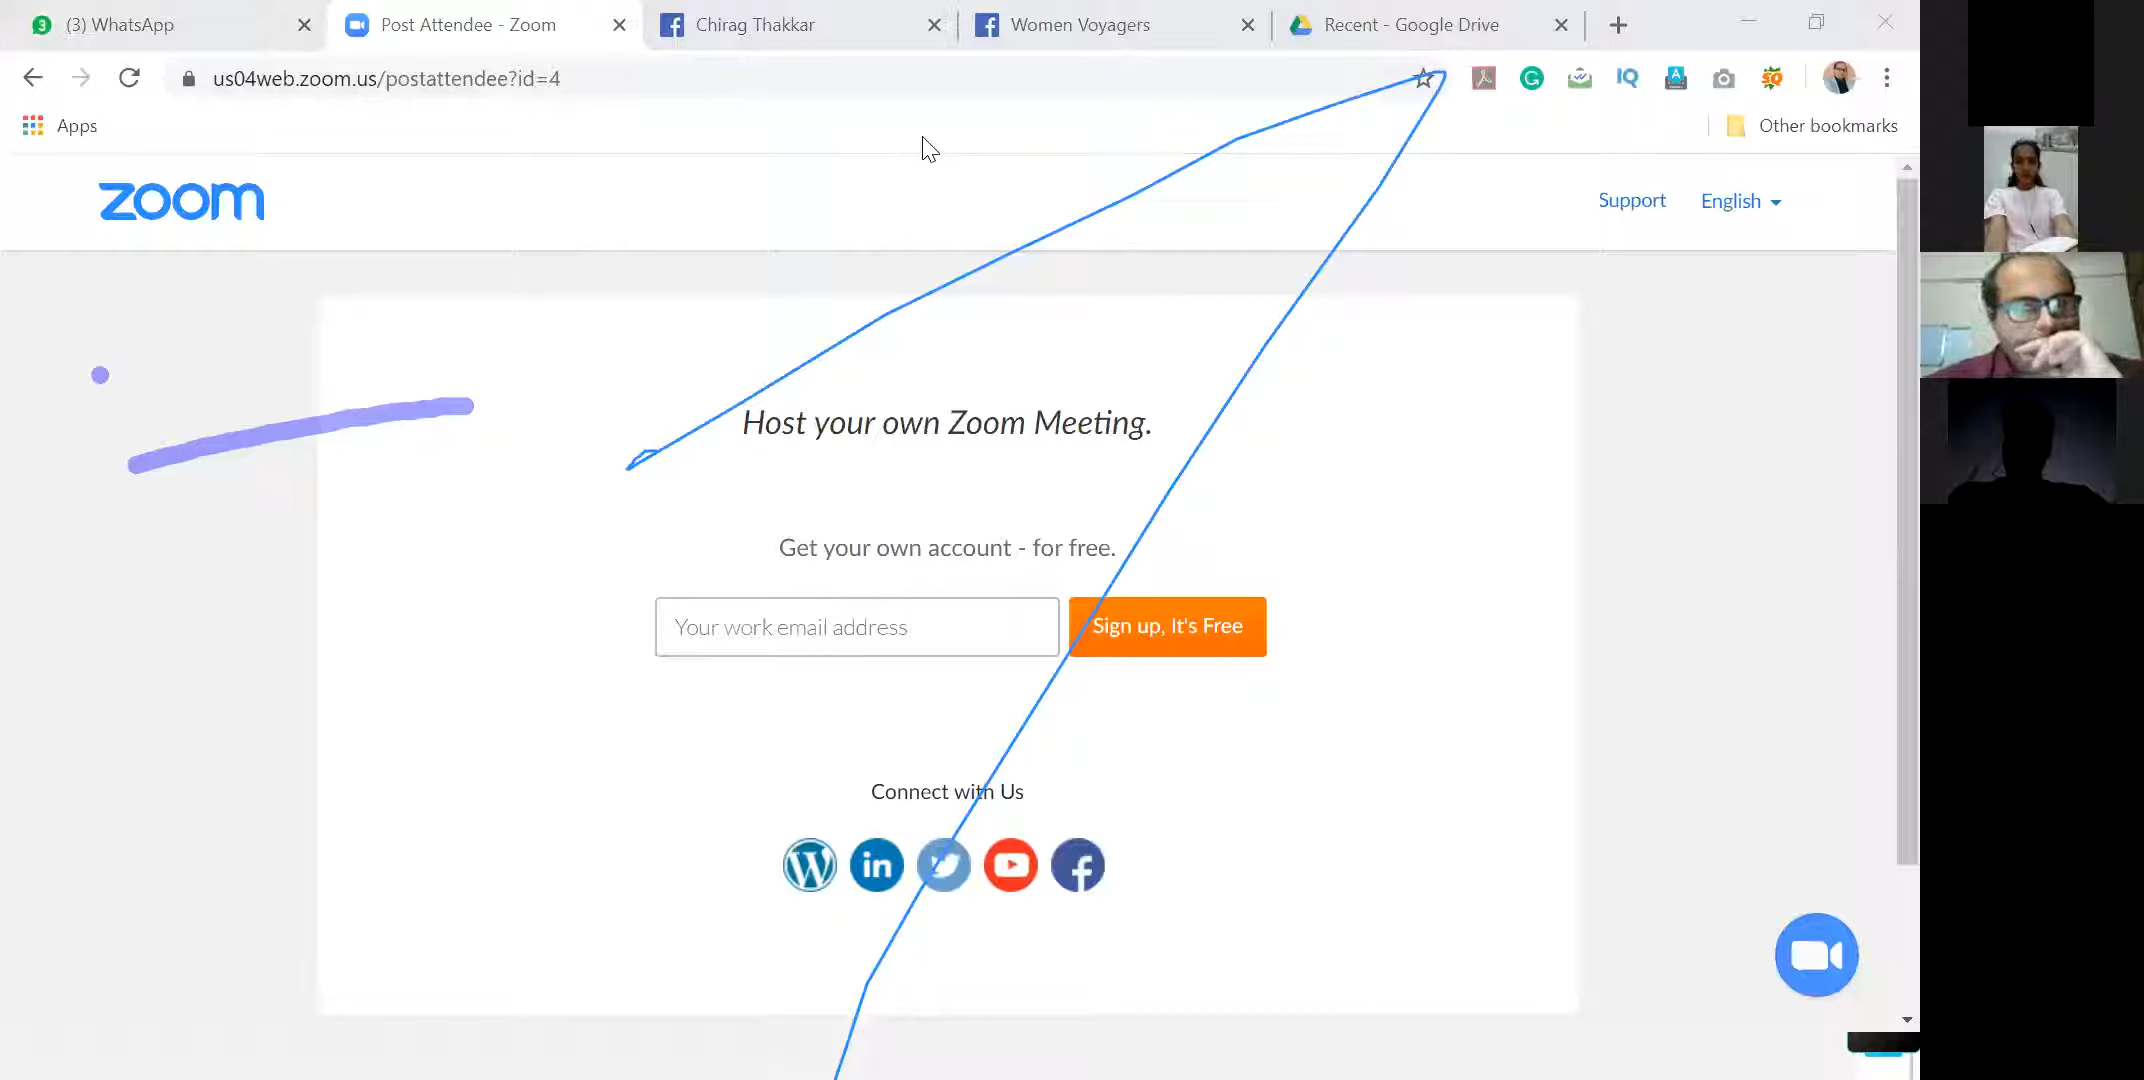 (3) WhatsApp
Post Attendee - Zoom
Chirag Thakkar
Women Voyagers
Recent - Google Drive
us04web.zoom.us/postattendee?id=4
Apps
Other bookmarks
zoom
Support
English
Host your own Zoom Meeting.
Get your own account - for free.
Your work email address
Sign up, It's Free
Connect with Us